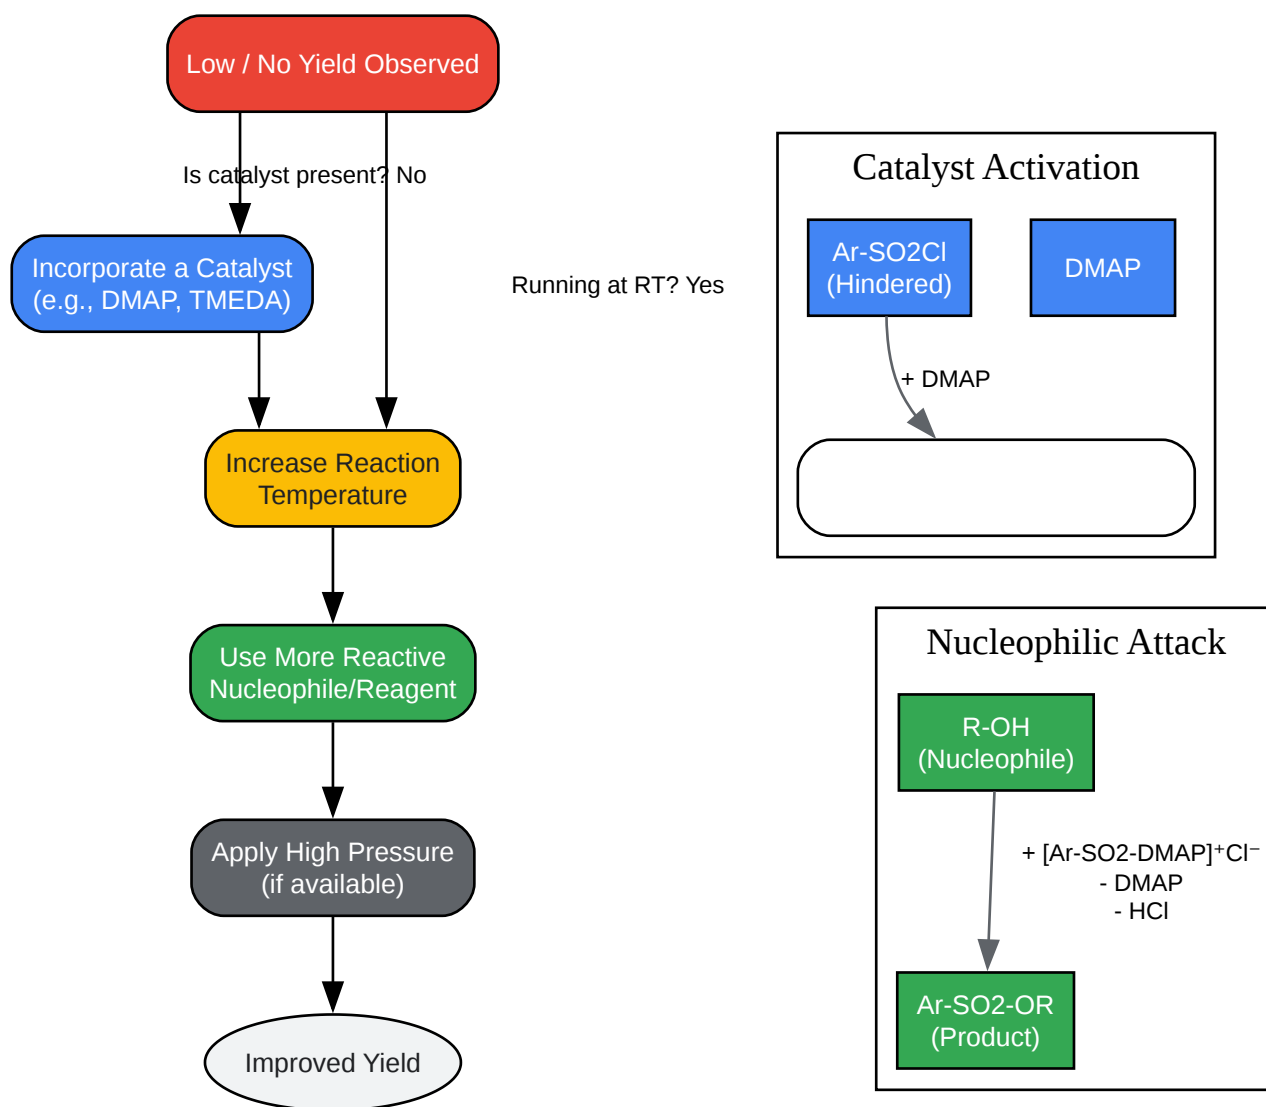 Low / No Yield Observed
Is catalyst present? No
Incorporate a Catalyst
(e.g., DMAP, TMEDA)
Running at RT? Yes
Increase Reaction
Temperature
Use More Reactive
Nucleophile/Reagent
Apply High Pressure
(if available)
Improved Yield
Catalyst Activation
Ar-SO2Cl
(Hindered)
DMAP
+ DMAP
Nucleophilic Attack
R-OH
(Nucleophile)
+ [Ar-SO2-DMAP]⁺Cl⁻
- DMAP
- HCl
Ar-SO2-OR
(Product)